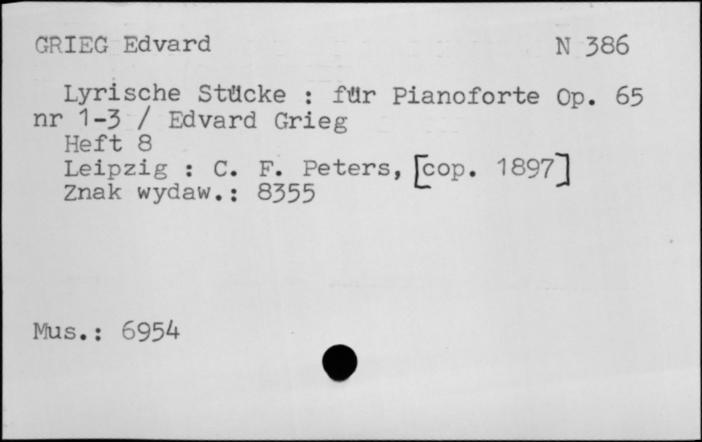 GRIEG Edvard N 386
Lyrische Stücke : für Pianoforte Op. 65
nr 1-3 / Edvard Grieg
Heft 8
Leipzig : C. F. Peters, [cop. 1897]
Znak wydaw.: 8355
Mus.: 6954